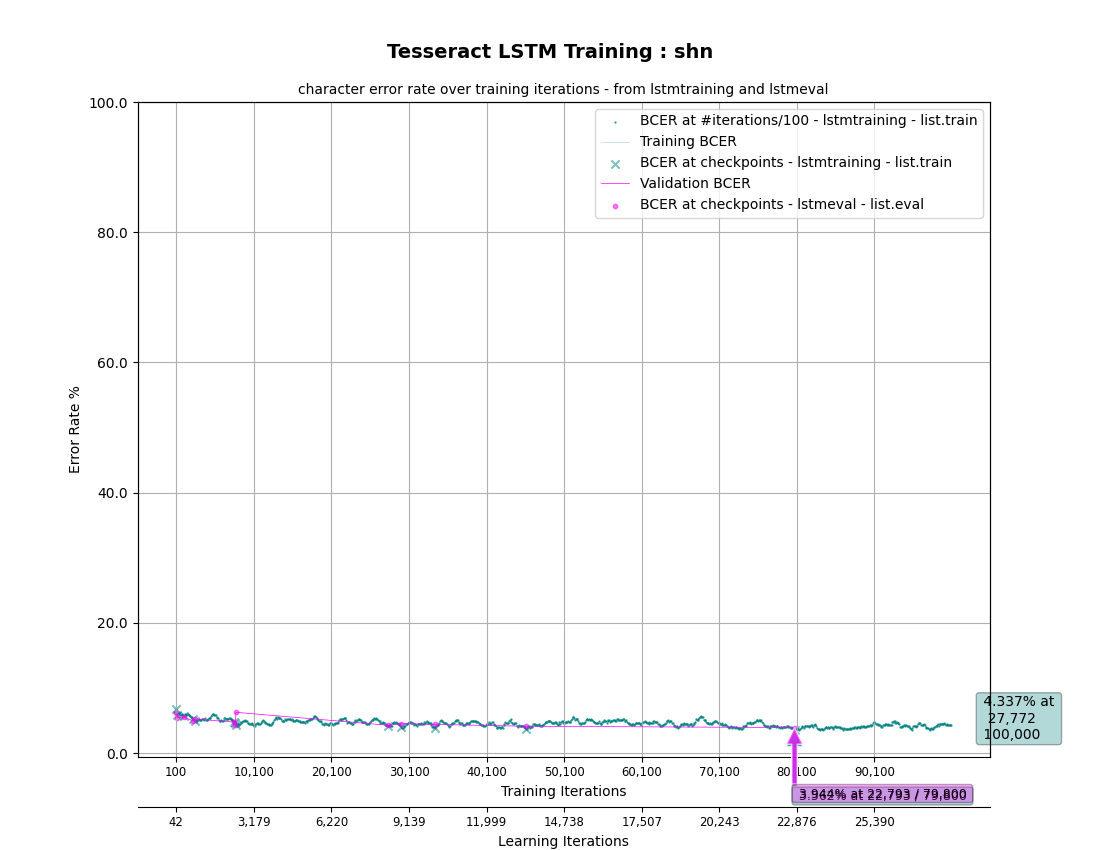 Tesseract LSTM Training : shn
character error rate over training iterations - from lstmtraining and lstmeval
BCER at #iterations/100 - lstmtraining - list.train
Training BCER
BCER at checkpoints - lstmtraining - list.train
Validation BCER
BCER at checkpoints - lstmeval - list.eval
Error Rate %
100.0
80.0
60.0
40.0
20.0
0.0
4.337% at
27,772
100,000
100 10,100 20,100 30,100 40,100 50,100 60,100 70,100 80,100 90,100
Training Iterations
at 22,793 / 79,800
42 3,179 6,220 9,139 11,999 14,738 17,507 20,243 22,876 25,390
Learning Iterations